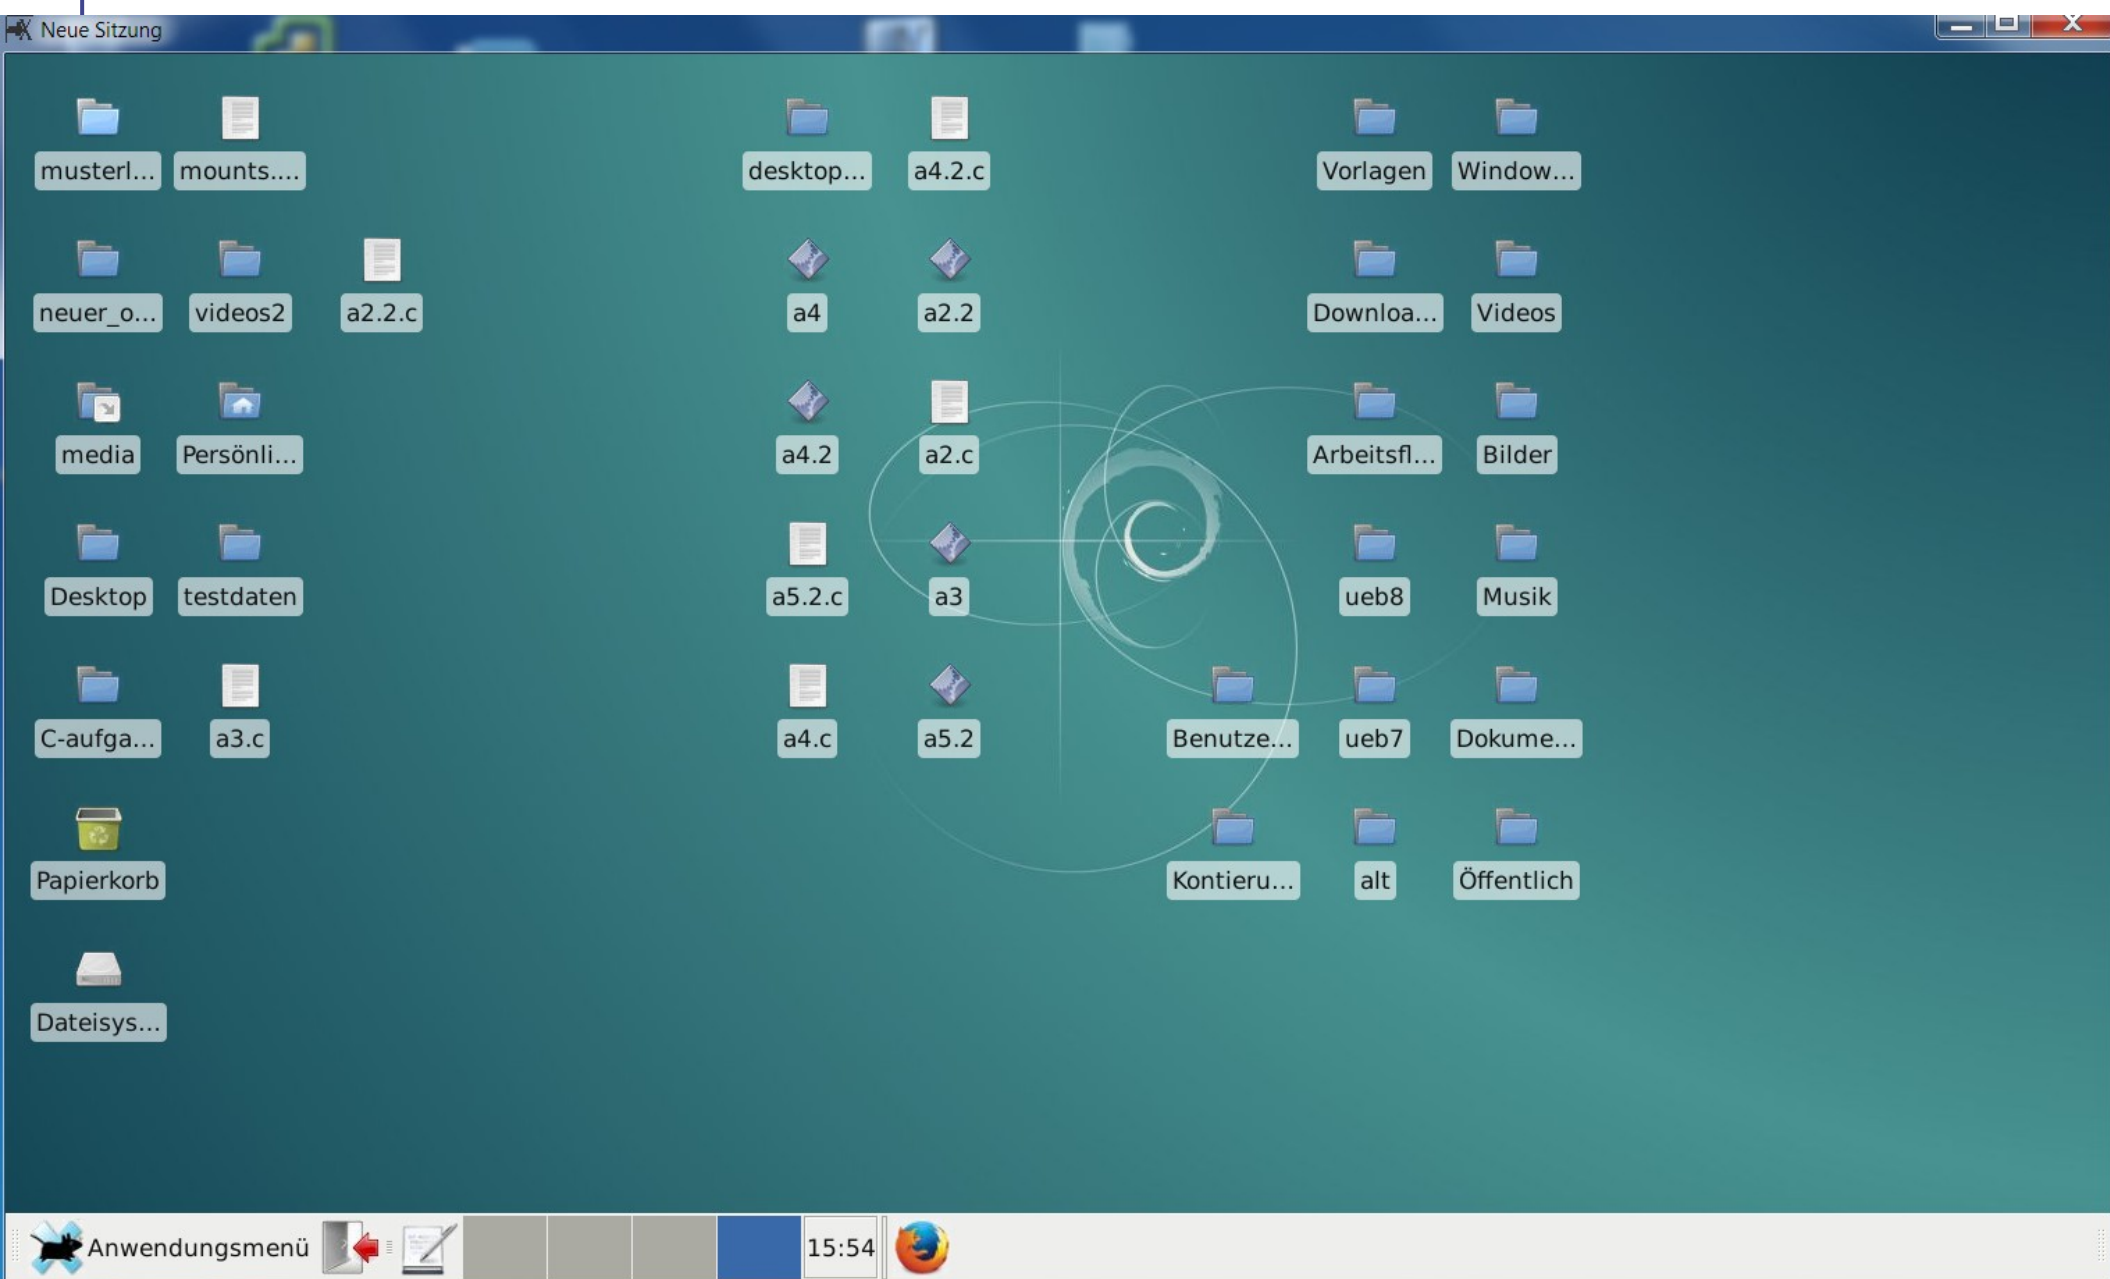 Neue Sitzung
musterl... mounts.... desktop... a4.2.c Vorlagen Window...
neuer_o... videos2 a2.2.c a4 a2.2 Downloa... Videos
media Persönli... a4.2 a2.c Arbeitsfl... Bilder
Desktop testdaten a5.2.c a3 ueb8 Musik
C-aufga... a3.c a4.c a5.2 Benutze... ueb7 Dokume...
Papierkorb Kontieru... alt Öffentlich
Dateisys...
Anwendungsmenü 15:54